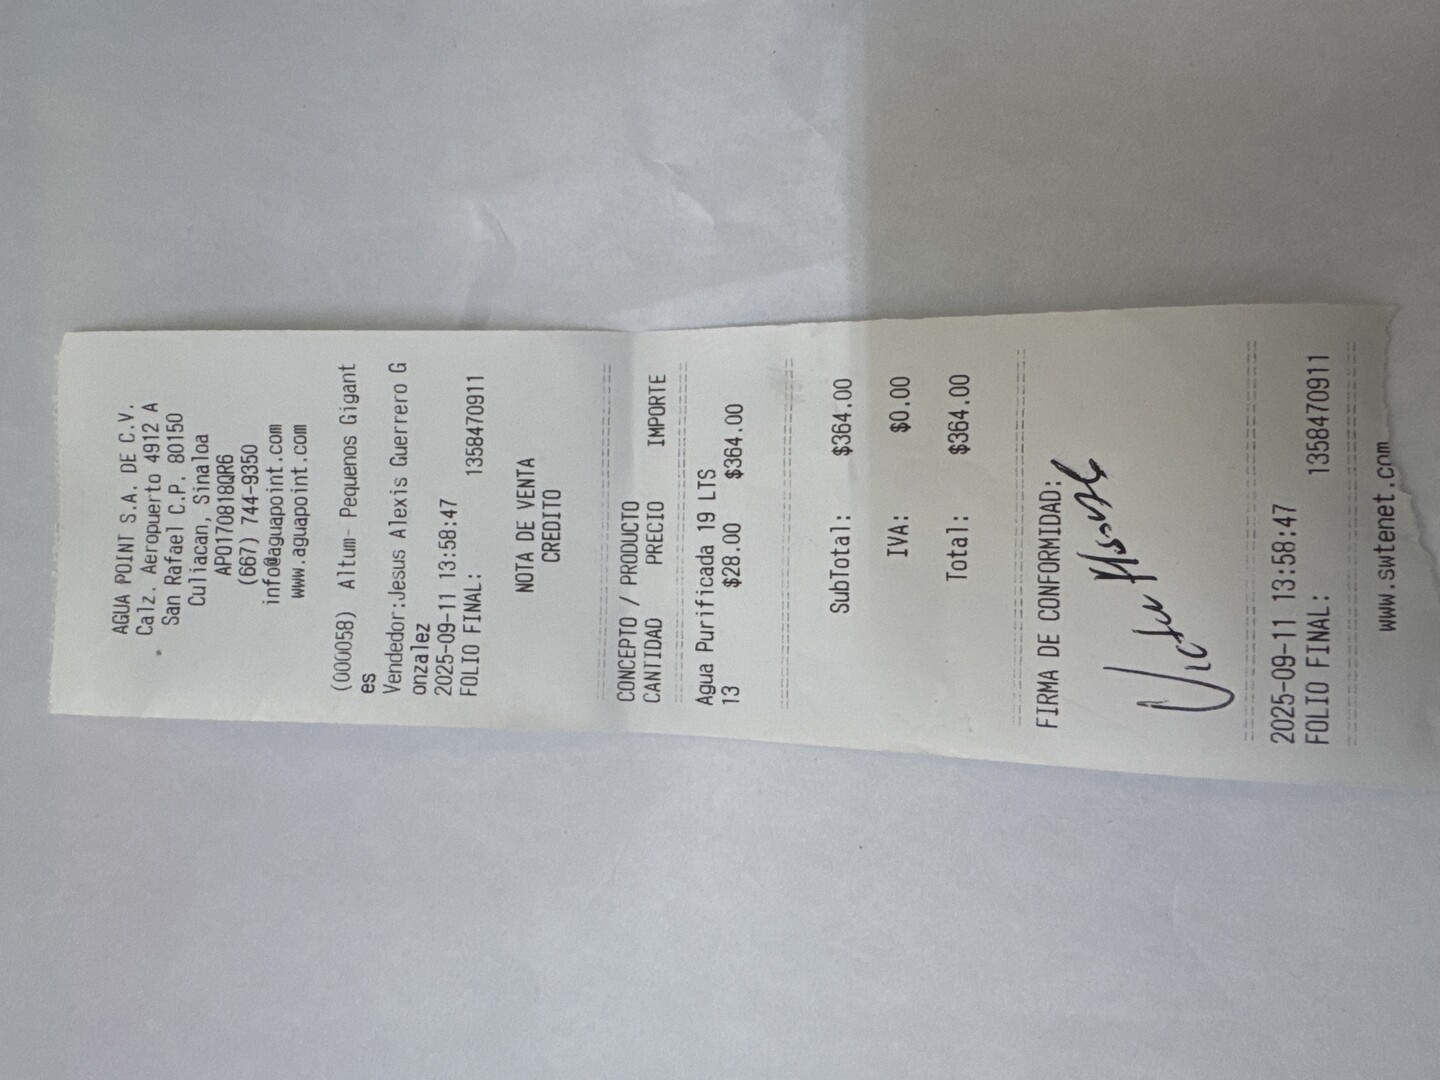 AGUA POINT S.A. DE C.V.
Calz. Aeropuerto 4912 A
San Rafael C.P. 80150
Culiacan, Sinaloa
APO170818QR6
(667) 744-9350
info@aguapoint.com
www.aguapoint.com
(000058) Altum- Pequenos Gigant
es
Vendedor:Jesus Alexis Guerrero G
onzalez
2025-09-11 13:58:47
FOLIO FINAL: 1358470911
NOTA DE VENTA
CREDITO
CONCEPTO / PRODUCTO
CANTIDAD PRECIO IMPORTE
Agua Purificada 19 LTS
13 $28.00 $364.00
SubTotal: $364.00
IVA: $0.00
Total: $364.00
FIRMA DE CONFORMIDAD:
2025-09-11 13:58:47
FOLIO FINAL: 1358470911
www.swtenet.com